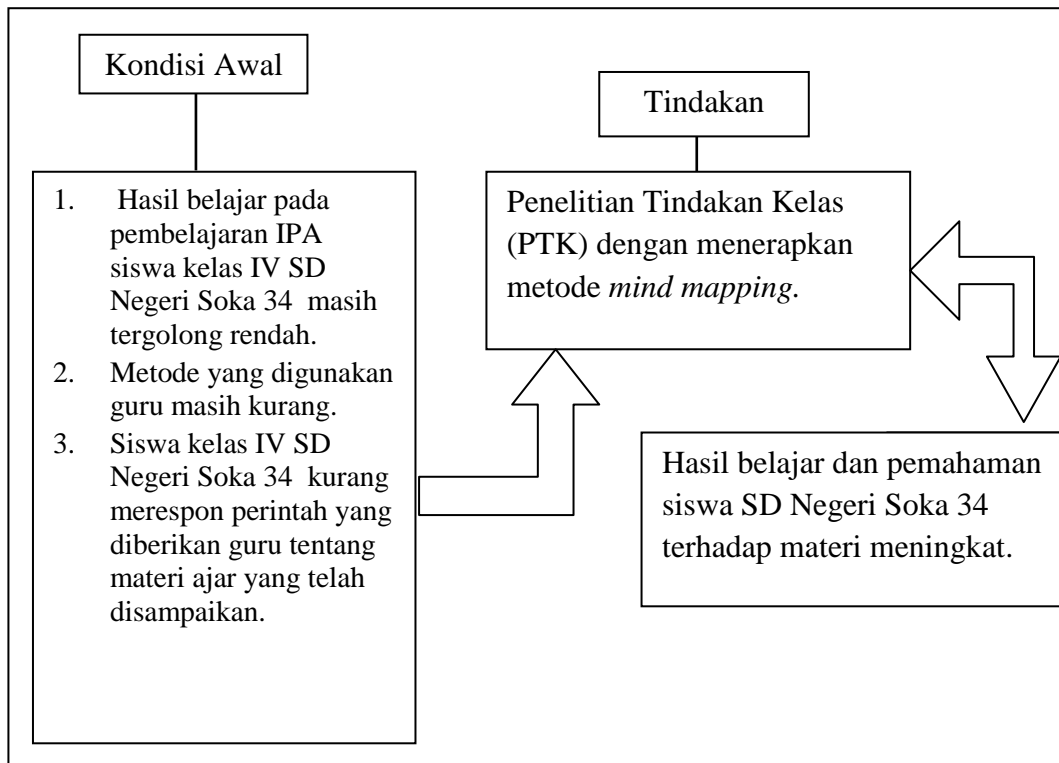 Kondisi Awal
1. Hasil belajar pada
pembelajaran IPA
siswa kelas IV SD
Negeri Soka 34 masih
tergolong rendah.
2. Metode yang digunakan
guru masih kurang.
3. Siswa kelas IV SD
Negeri Soka 34 kurang
merespon perintah yang
diberikan guru tentang
materi ajar yang telah
disampaikan.
Tindakan
Penelitian Tindakan Kelas
(PTK) dengan menerapkan
metode mind mapping.
Hasil belajar dan pemahaman
siswa SD Negeri Soka 34
terhadap materi meningkat.